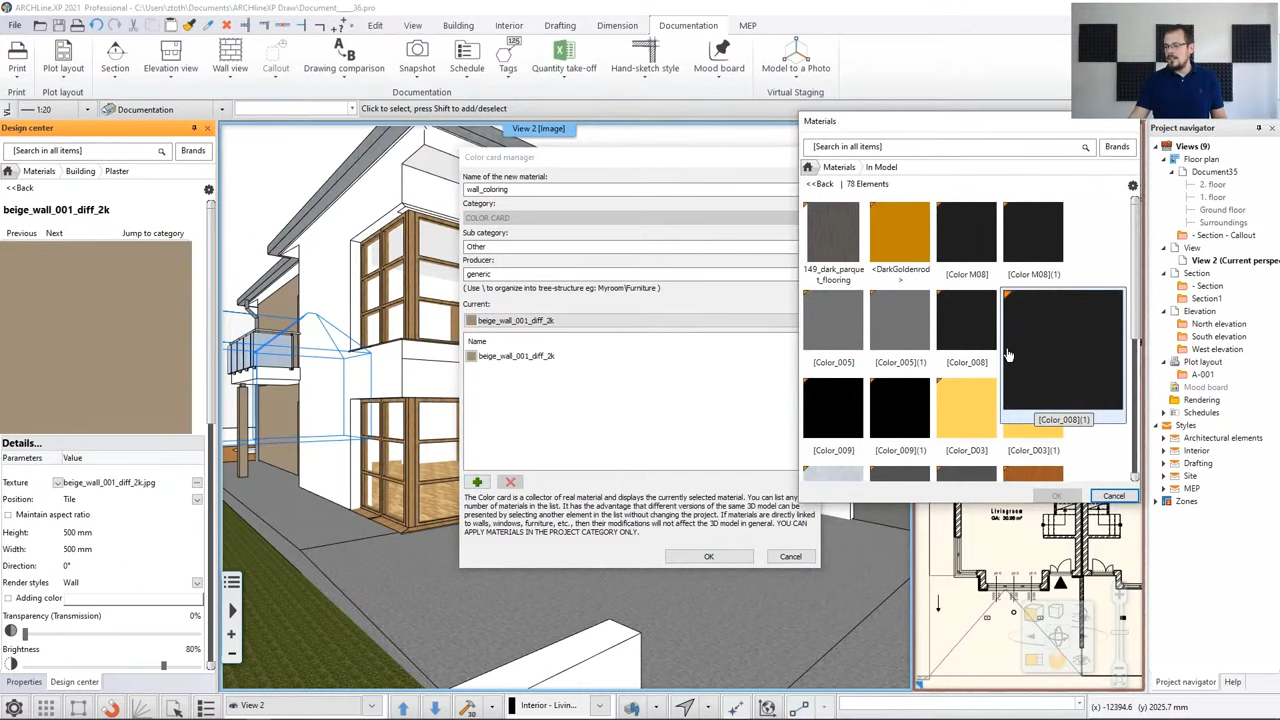 ARCHLine.XP 2021 Professional - C:\Users\ztoth\Documents\ARCHlineXP Draw\Document____36.pro
Edit View Building Interior Drafting Dimension Documentation MEP
Print Plot layout Section Elevation view Wall view Callout Drawing comparison Snapshot Schedule Tags Quantity take-off Hand-sketch style Mood board Model to a Photo
Print Plot layout Documentation Virtual Staging
1:20 Documentation Click to select, press Shift to add/deselect
Design center
[Search in all items] Brands
Materials Building Plaster
<<Back
beige_wall_001_diff_2k
Previous Next Jump to category
Details...
Parameters Value
Texture beige_wall_001_diff_2k.jpg
Position: Tile
Maintain aspect ratio
Height: 500 mm
Width: 500 mm
Direction: 0°
Render styles Wall
Adding color
Transparency (Transmission) 0%
Brightness 80%
Properties Design center
View 2 [Image]
Color card manager
Name of the new material:
wall_coloring
Category:
COLOR CARD
Sub category:
Other
Producer:
generic
( Use \ to organize into tree-structure eg: Myroom\Furniture )
Current:
beige_wall_001_diff_2k
Name
beige_wall_001_diff_2k
The Color card is a collector of real material and displays the currently selected material. You can list any
number of materials in the list. It has the advantage that different versions of the same 3D model can be
presented by selecting another element in the list without changing the project. If materials are directly linked
to walls, windows, furniture, etc., then their modifications will not affect the 3D model in general. YOU CAN
APPLY MATERIALS IN THE PROJECT CATEGORY ONLY.
OK Cancel
Materials
[Search in all items] Brands
Materials In Model
<<Back 78 Elements
149_dark_parqu
et_flooring
<DarkGoldenro
d>
[Color M08]
[Color M08](1)
[Color_005]
[Color_005](1)
[Color_008]
[Color_008](1)
[Color_009]
[Color_009](1)
[Color_D03]
[Color_D03](1)
OK Cancel
Livingroom
GA: 30.98 m²
Project navigator
Views (9)
Floor plan
Document35
2. floor
1. floor
Ground floor
Surroundings
- Section - Callout
View
View 2 (Current perspe
Section
- Section
Section1
Elevation
North elevation
South elevation
West elevation
Plot layout
A-001
Mood board
Rendering
Schedules
Styles
Architectural elements
Interior
Drafting
Site
MEP
Zones
Project navigator Help
View 2
Interior - Livin...
(x) -12394.6 (y) 2025.7 mm